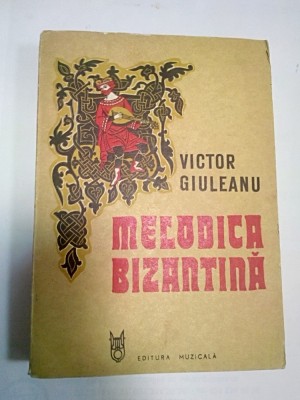 VICTOR
GIULEANU
MELODICA
BIZANTINĂ
EDITURA MUZICALĂ